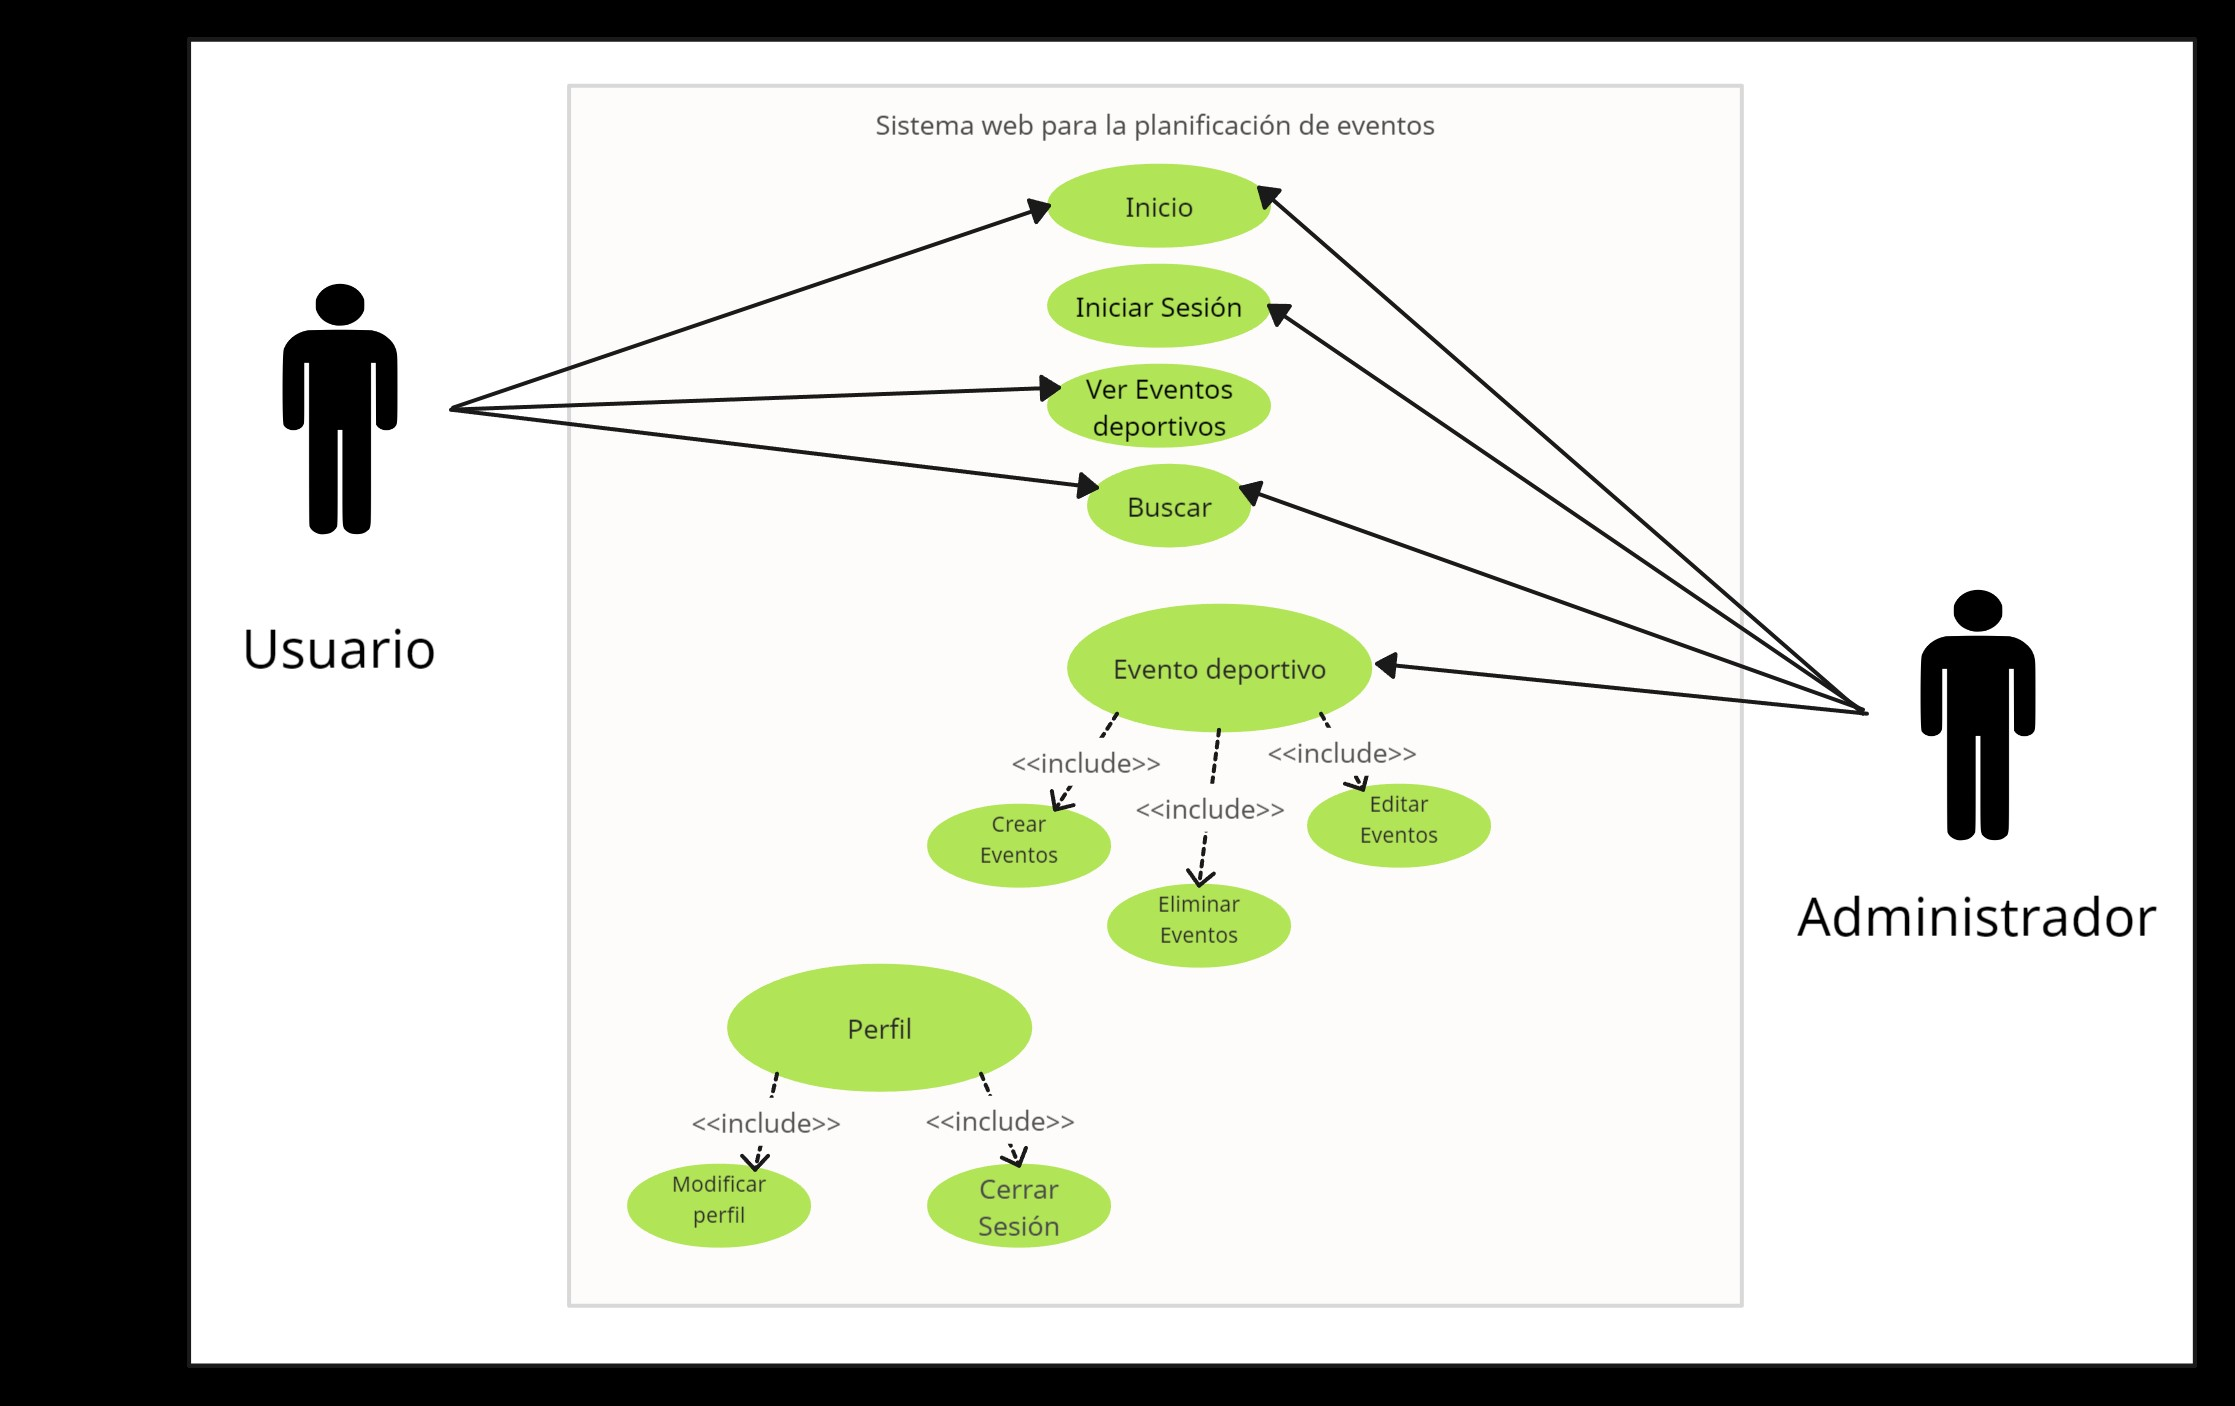 Sistema web para la planificación de eventos
Inicio
Iniciar Sesión
Ver Eventos
deportivos
Buscar
Usuario
Evento deportivo
<<include>>
<<include>>
<<include>>
Crear
Eventos
Editar
Eventos
Eliminar
Eventos
Administrador
Perfil
<<include>>
<<include>>
Modificar
perfil
Cerrar
Sesión